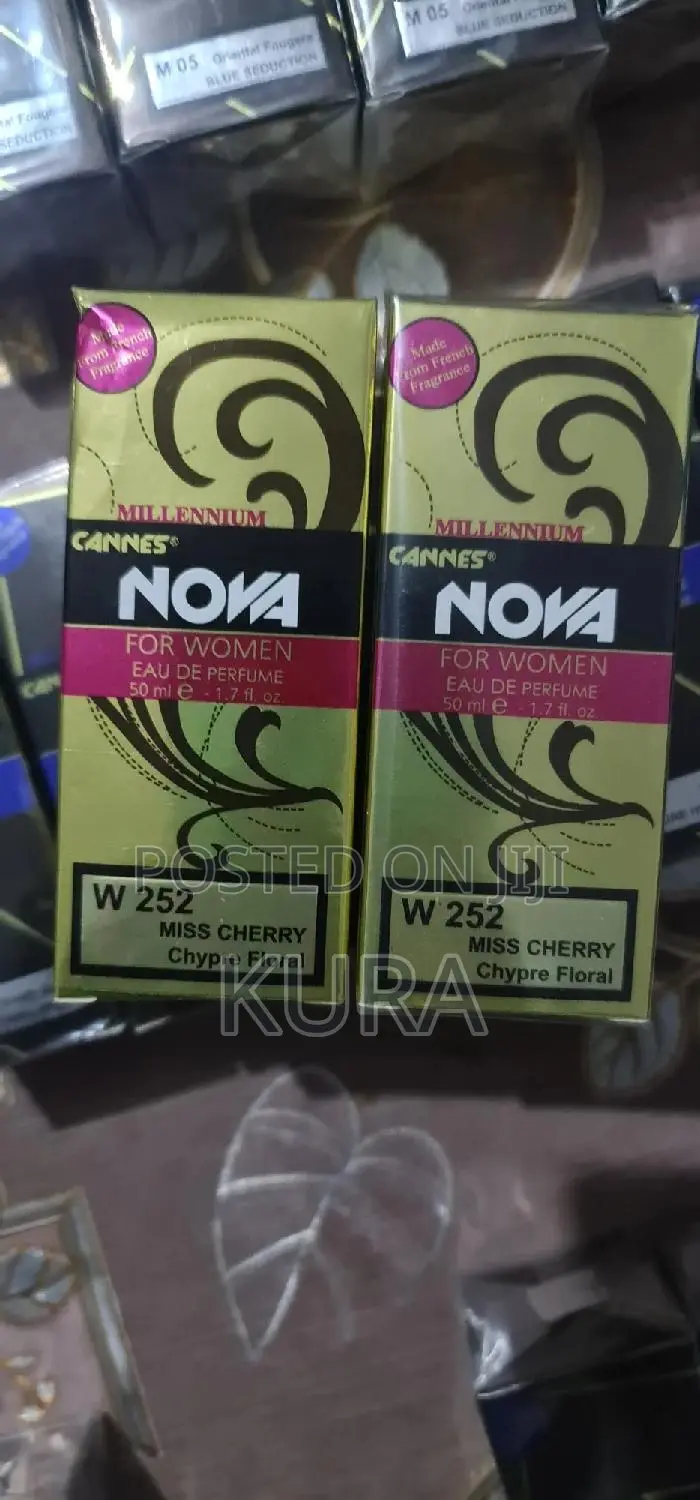 M 05 Oriental Fougere
BLUE SEDUCTION
M 05 Oriental Fougere
BLUE SEDUCTION
SEDUCTION
Made
from French
Fragrance
MILLENNIUM
CANNES®
NOVA
FOR WOMEN
EAU DE PERFUME
50 ml e - 1.7 fl. oz
W 252
MISS CHERRY
Chypre Floral
Made
from French
Fragrance
MILLENNIUM
CANNES®
NOVA
FOR WOMEN
EAU DE PERFUME
50 ml e - 1.7 fl. oz
W 252
MISS CHERRY
Chypre Floral
POSTED ON JIJI
KURA